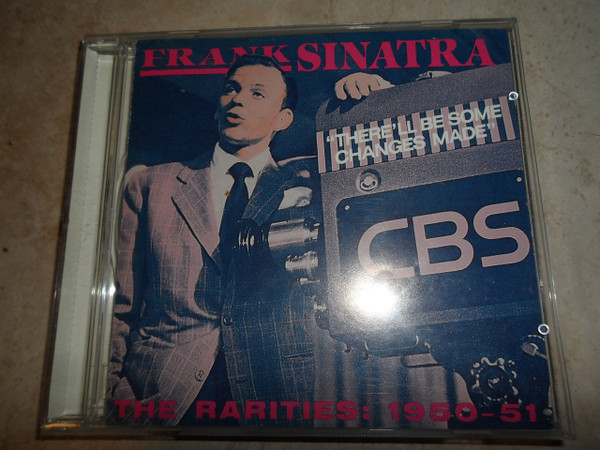 FRANK SINATRA
"THERE'LL BE SOME
CHANGES MADE"
CBS
THE RARITIES: 1950-51